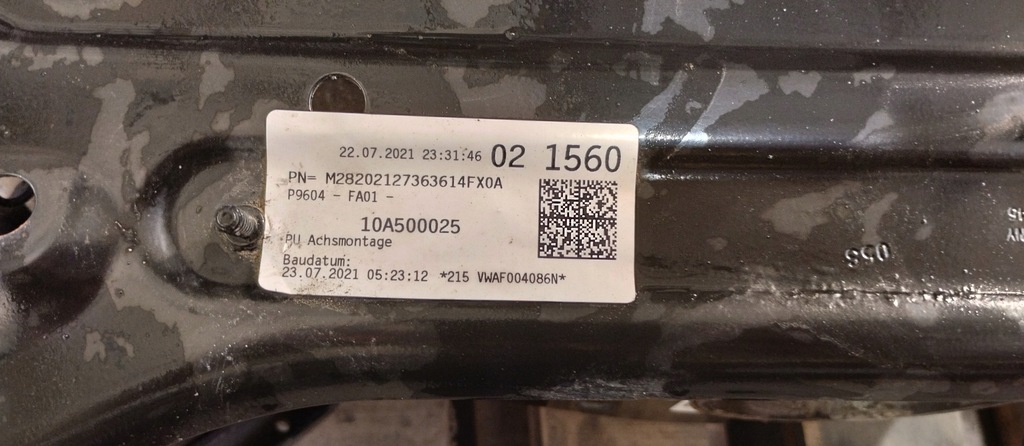 22.07.2021 23:31:46 02 1560
PN= M28202127363614FX0A
P9604 - FA01 -
10A500025
PU Achsmontage
Baudatum:
23.07.2021 05:23:12 *215 VWAF004086N*
058